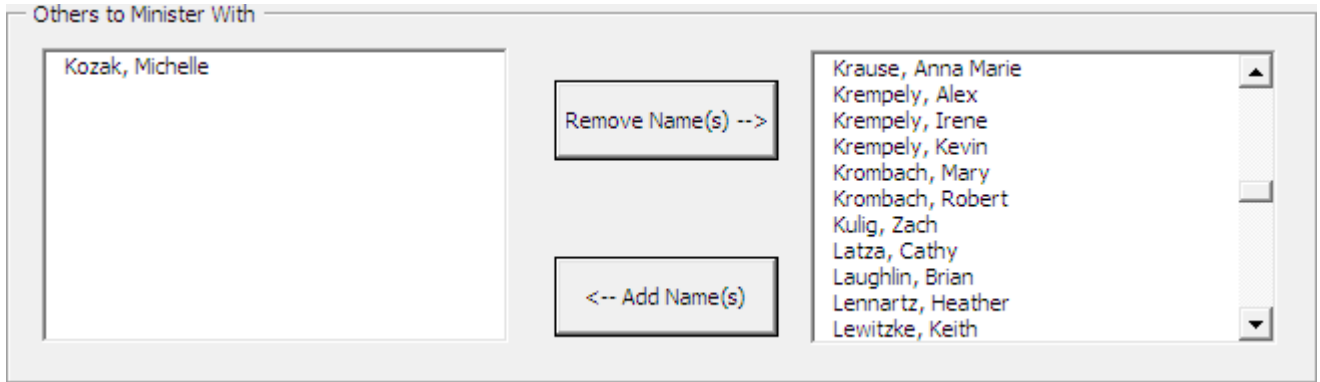 Others to Minister With
Kozak, Michelle
Remove Name(s) -->
<-- Add Name(s)
Krause, Anna Marie
Krempely, Alex
Krempely, Irene
Krempely, Kevin
Krombach, Mary
Krombach, Robert
Kulig, Zach
Latza, Cathy
Laughlin, Brian
Lennartz, Heather
Lewitzke, Keith